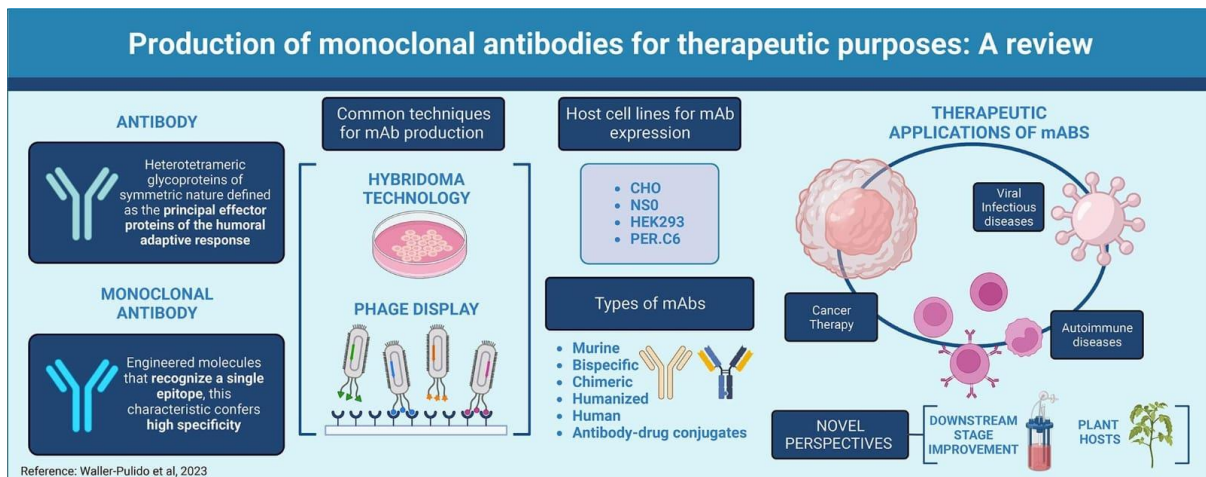 Production of monoclonal antibodies for therapeutic purposes: A review
ANTIBODY
Heterotetrameric
glycoproteins of
symmetric nature defined
as the principal effector
proteins of the humoral
adaptive response
MONOCLONAL
ANTIBODY
Engineered molecules
that recognize a single
epitope, this
characteristic confers
high specificity
Reference: Waller-Pulido et al, 2023
Common techniques
for mAb production
HYBRIDOMA
TECHNOLOGY
PHAGE DISPLAY
Host cell lines for mAb
expression
• CHO
• NS0
• HEK293
• PER.C6
Types of mAbs
• Murine
• Bispecific
• Chimeric
• Humanized
• Human
• Antibody-drug conjugates
THERAPEUTIC
APPLICATIONS OF mABS
Viral
Infectious
diseases
Cancer
Therapy
Autoimmune
diseases
NOVEL
PERSPECTIVES
DOWNSTREAM
STAGE
IMPROVEMENT
PLANT
HOSTS